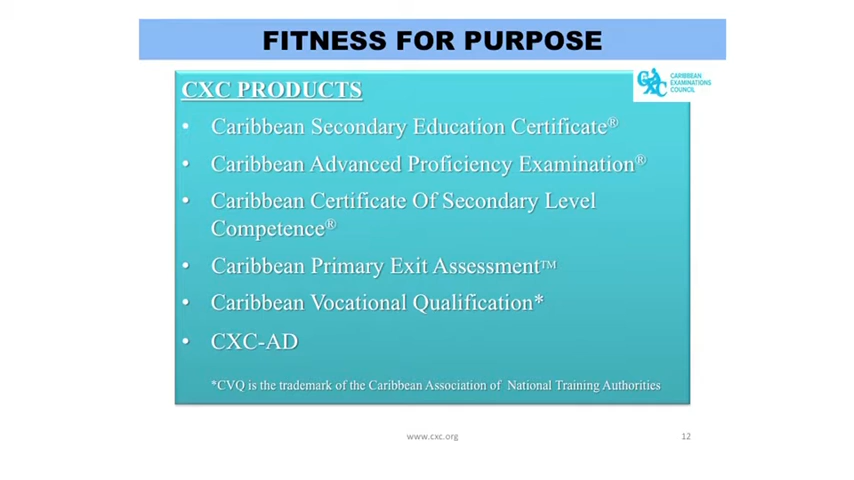 FITNESS FOR PURPOSE
CARIBBEAN
EXAMINATIONS
COUNCIL
CXC PRODUCTS
• Caribbean Secondary Education Certificate®
• Caribbean Advanced Proficiency Examination®
• Caribbean Certificate Of Secondary Level
Competence®
• Caribbean Primary Exit Assessment™
• Caribbean Vocational Qualification*
• CXC-AD
*CVQ is the trademark of the Caribbean Association of National Training Authorities
www.cxc.org
12